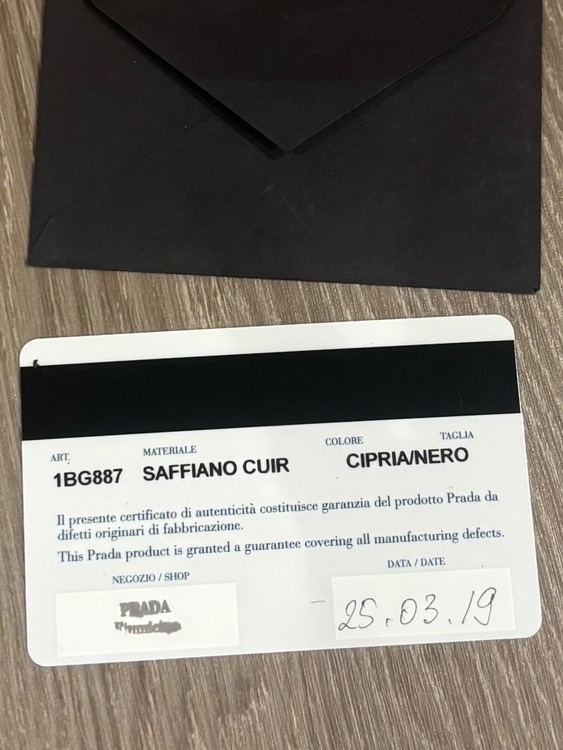 ART. MATERIALE COLORE TAGLIA
1BG887 SAFFIANO CUIR CIPRIA/NERO
Il presente certificato di autenticità costituisce garanzia del prodotto Prada da
difetti originari di fabbricazione.
This Prada product is granted a guarantee covering all manufacturing defects.
NEGOZIO / SHOP DATA / DATE
PRADA
25.03.19